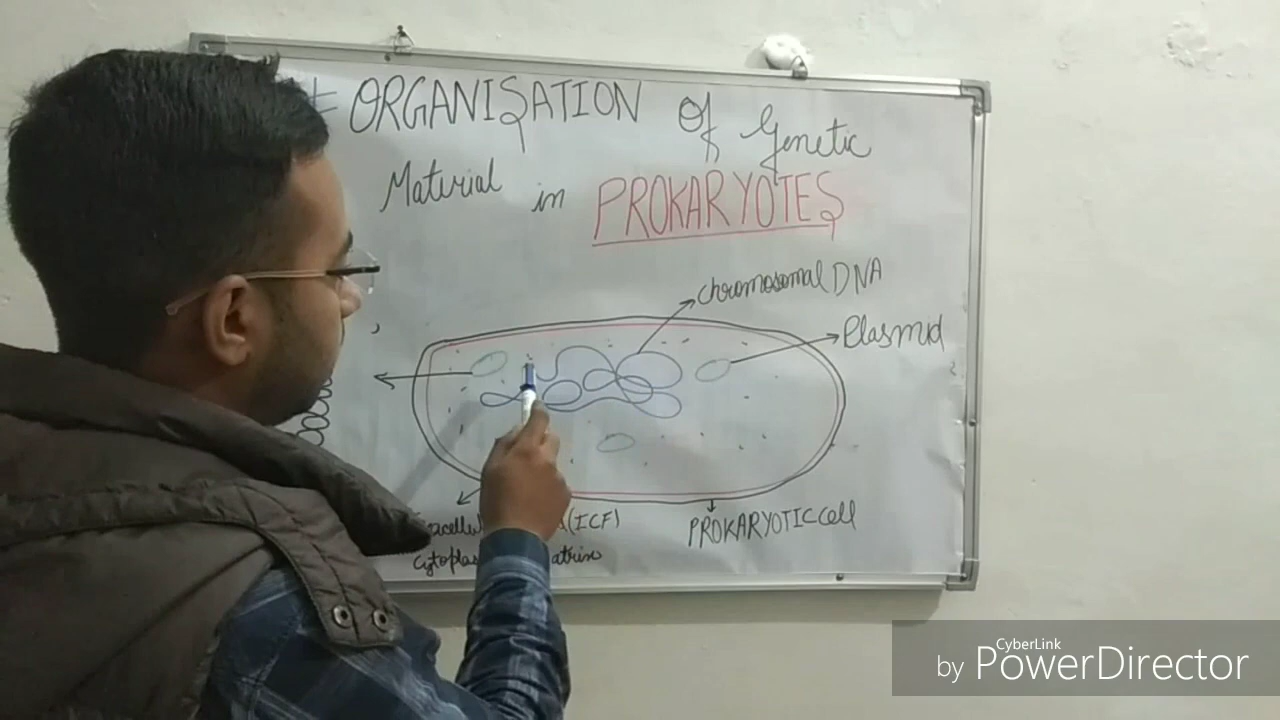 # ORGANISATION Of Genetic
Material in PROKARYOTES
chromosomal DNA
Plasmid
(ICF)
PROKARYOTIC cell
CyberLink
by PowerDirector